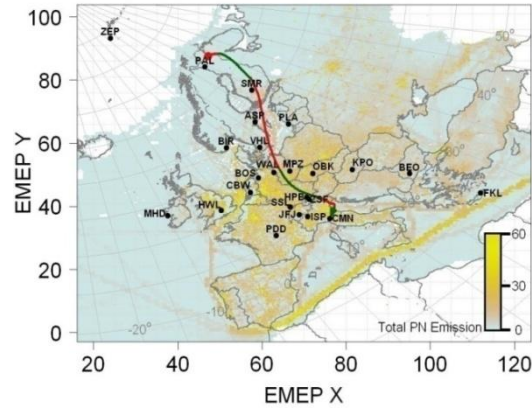 100
80
60
40
20
0
EMEP Y
ZEP
50°
PAL
SMR
40°
ASP
PLA
BIR
VHL
WAL
MPZ
OBK
KPO
BEO
BOS
CBW
HPB
FKL
HWL
SSL
MHD
JFJ
ISP
CMN
PDD
60
30
0
-20°
-10°
Total PN Emission
20
40
60
80
100
120
EMEP X